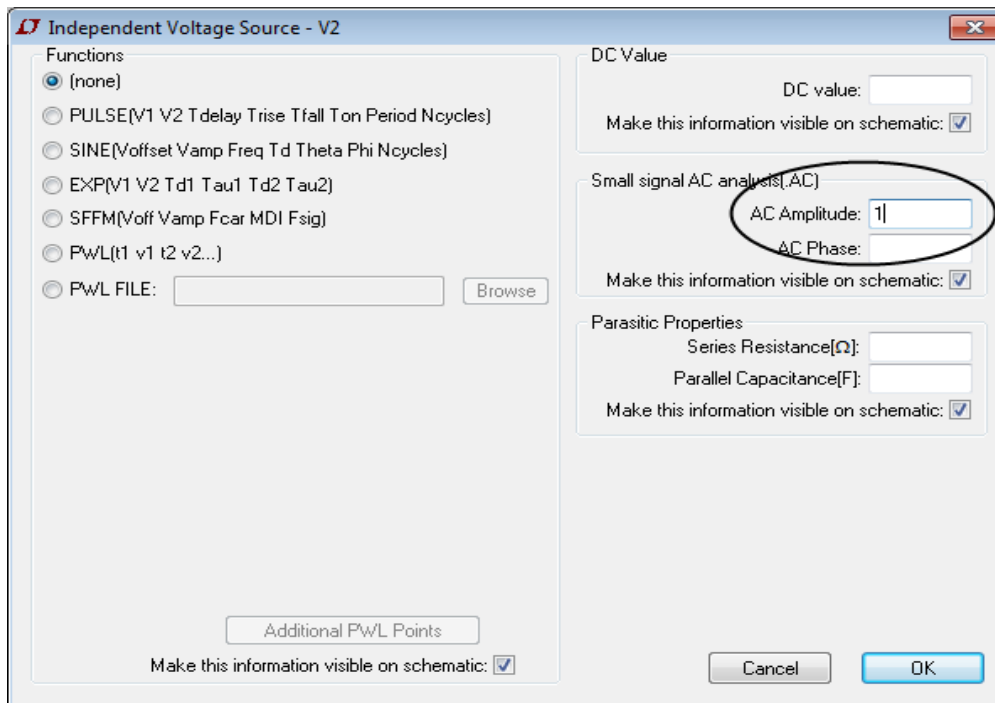 Independent Voltage Source - V2
Functions
(none)
PULSE(V1 V2 Tdelay Trise Tfall Ton Period Ncycles)
SINE(Voffset Vamp Freq Td Theta Phi Ncycles)
EXP(V1 V2 Td1 Tau1 Td2 Tau2)
SFFM(Voff Vamp Fcar MDI Fsig)
PWL(t1 v1 t2 v2...)
PWL FILE:
Browse
Additional PWL Points
Make this information visible on schematic:
DC Value
DC value:
Make this information visible on schematic:
Small signal AC analysis(.AC)
AC Amplitude: 1
AC Phase:
Make this information visible on schematic:
Parasitic Properties
Series Resistance[Ω]:
Parallel Capacitance[F]:
Make this information visible on schematic:
Cancel
OK